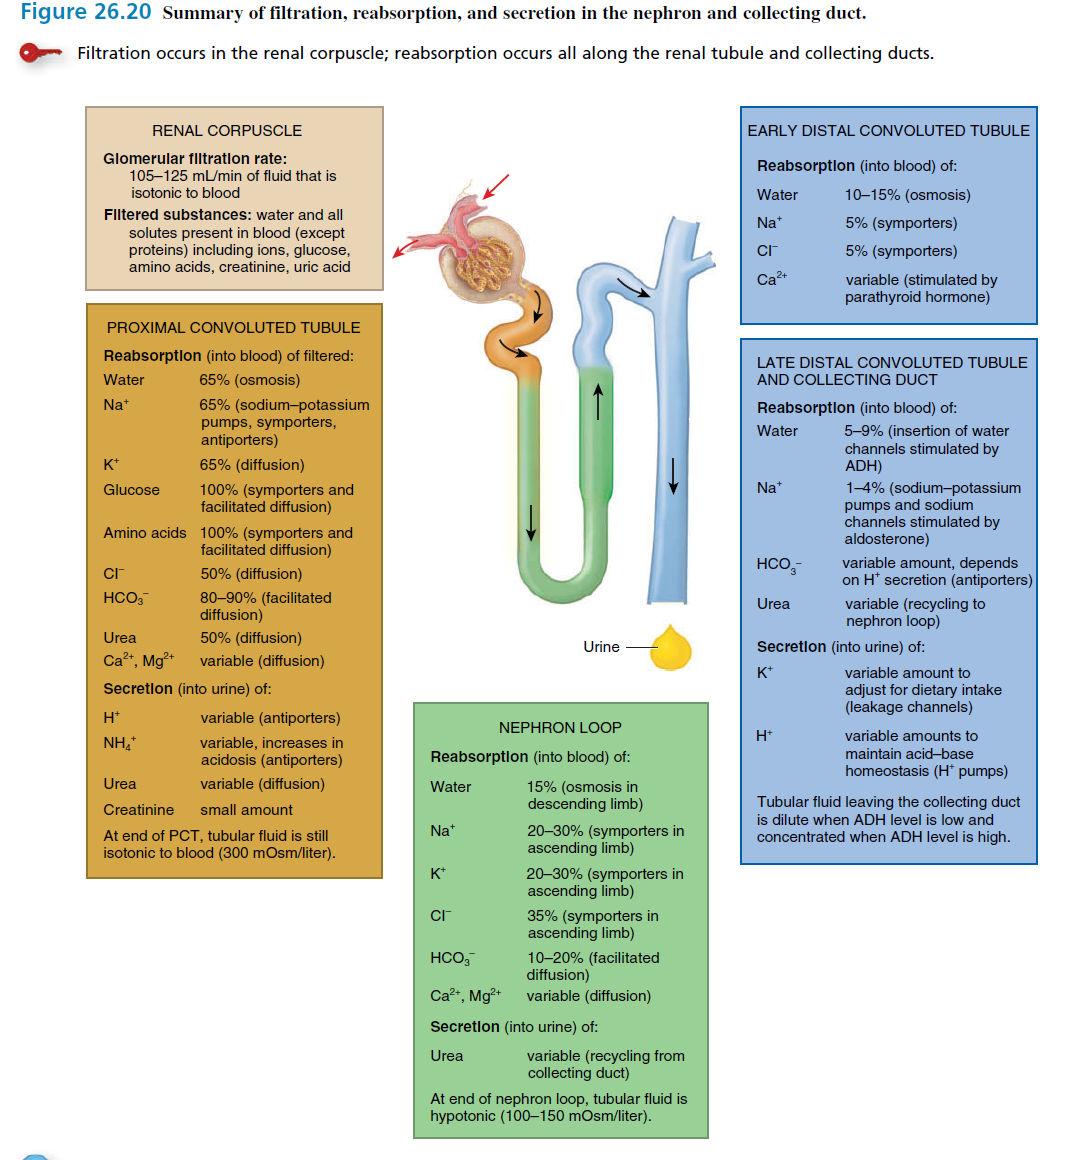 Figure 26.20 Summary of filtration, reabsorption, and secretion in the nephron and collecting duct.
Filtration occurs in the renal corpuscle; reabsorption occurs all along the renal tubule and collecting ducts.
RENAL CORPUSCLE
Glomerular filtration rate:
105–125 mL/min of fluid that is
isotonic to blood
Filtered substances: water and all
solutes present in blood (except
proteins) including ions, glucose,
amino acids, creatinine, uric acid
PROXIMAL CONVOLUTED TUBULE
Reabsorption (into blood) of filtered:
Water 65% (osmosis)
Na⁺ 65% (sodium–potassium
pumps, symporters,
antiporters)
K⁺ 65% (diffusion)
Glucose 100% (symporters and
facilitated diffusion)
Amino acids 100% (symporters and
facilitated diffusion)
Cl⁻ 50% (diffusion)
HCO₃⁻ 80–90% (facilitated
diffusion)
Urea 50% (diffusion)
Ca²⁺, Mg²⁺ variable (diffusion)
Secretion (into urine) of:
H⁺ variable (antiporters)
NH₄⁺ variable, increases in
acidosis (antiporters)
Urea variable (diffusion)
Creatinine small amount
At end of PCT, tubular fluid is still
isotonic to blood (300 mOsm/liter).
Urine
NEPHRON LOOP
Reabsorption (into blood) of:
Water 15% (osmosis in
descending limb)
Na⁺ 20–30% (symporters in
ascending limb)
K⁺ 20–30% (symporters in
ascending limb)
Cl⁻ 35% (symporters in
ascending limb)
HCO₃⁻ 10–20% (facilitated
diffusion)
Ca²⁺, Mg²⁺ variable (diffusion)
Secretion (into urine) of:
Urea variable (recycling from
collecting duct)
At end of nephron loop, tubular fluid is
hypotonic (100–150 mOsm/liter).
EARLY DISTAL CONVOLUTED TUBULE
Reabsorption (into blood) of:
Water 10–15% (osmosis)
Na⁺ 5% (symporters)
Cl⁻ 5% (symporters)
Ca²⁺ variable (stimulated by
parathyroid hormone)
LATE DISTAL CONVOLUTED TUBULE
AND COLLECTING DUCT
Reabsorption (into blood) of:
Water 5–9% (insertion of water
channels stimulated by
ADH)
Na⁺ 1–4% (sodium–potassium
pumps and sodium
channels stimulated by
aldosterone)
HCO₃⁻ variable amount, depends
on H⁺ secretion (antiporters)
Urea variable (recycling to
nephron loop)
Secretion (into urine) of:
K⁺ variable amount to
adjust for dietary intake
(leakage channels)
H⁺ variable amounts to
maintain acid–base
homeostasis (H⁺ pumps)
Tubular fluid leaving the collecting duct
is dilute when ADH level is low and
concentrated when ADH level is high.